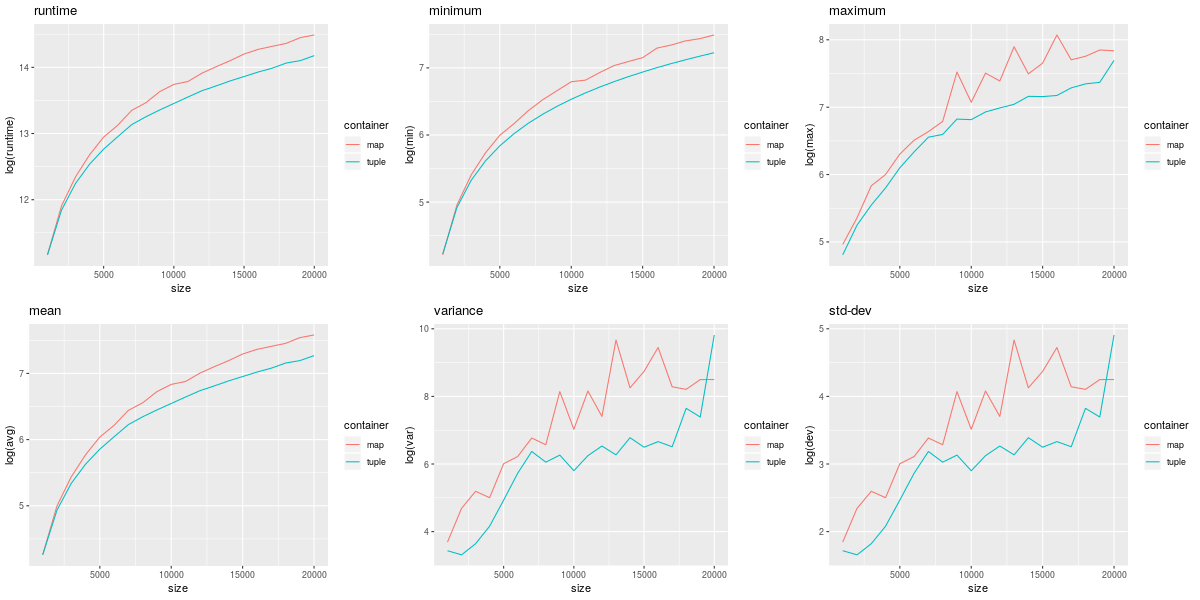 runtime
log(runtime)
14
13
12
5000 10000 15000 20000
size
container
map
tuple
minimum
log(min)
7
6
5
5000 10000 15000 20000
size
container
map
tuple
maximum
log(max)
8
7
6
5
5000 10000 15000 20000
size
container
map
tuple
mean
log(avg)
7
6
5
5000 10000 15000 20000
size
container
map
tuple
variance
log(var)
10
8
6
4
5000 10000 15000 20000
size
container
map
tuple
std-dev
log(dev)
5
4
3
2
5000 10000 15000 20000
size
container
map
tuple